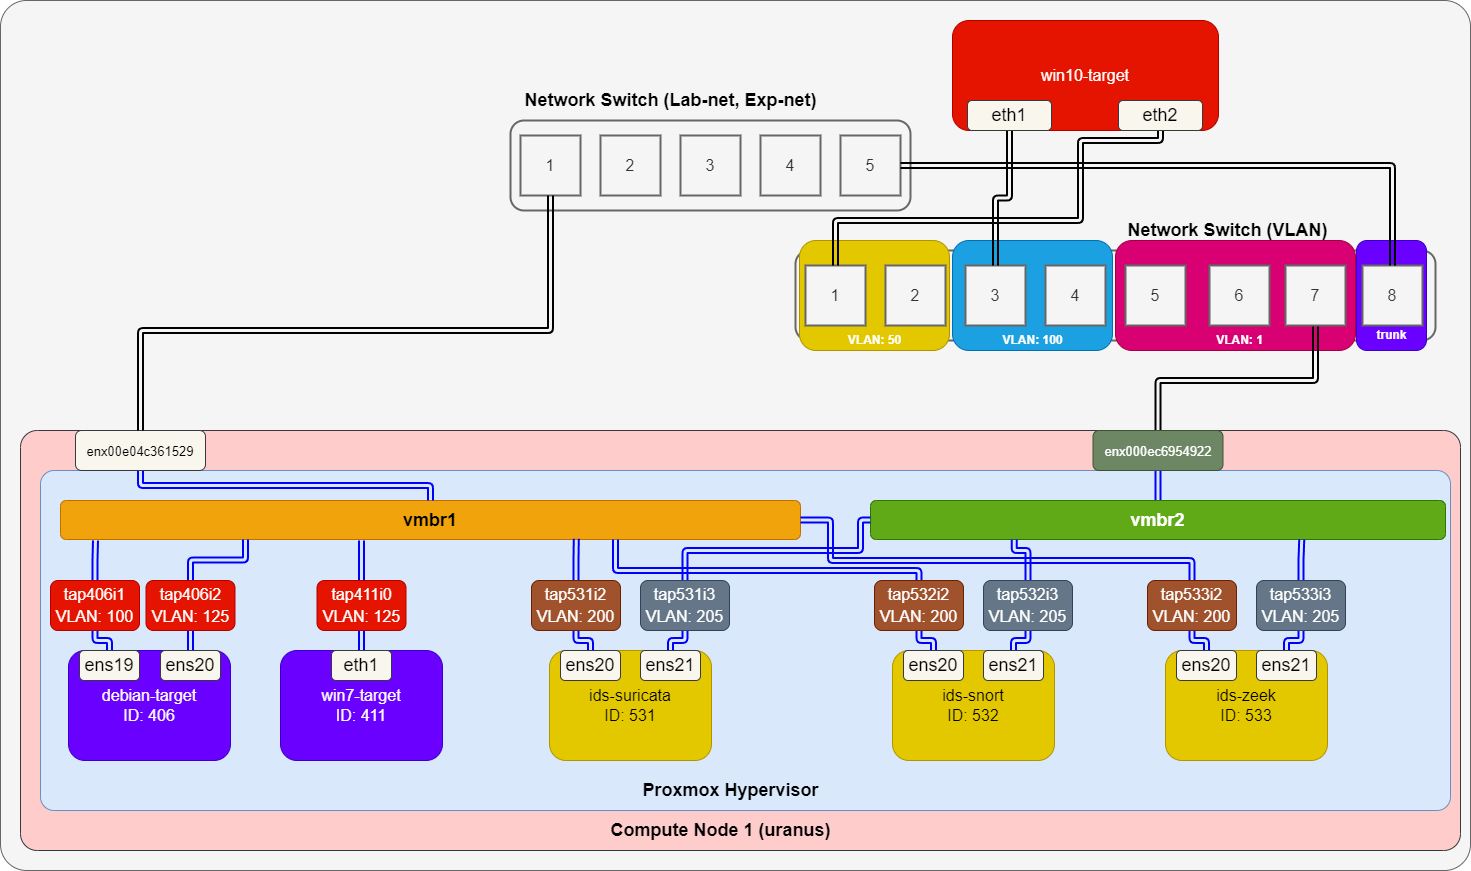 win10-target
eth1
eth2
Network Switch (Lab-net, Exp-net)
1
2
3
4
5
Network Switch (VLAN)
1
2
3
4
5
6
7
8
VLAN: 50
VLAN: 100
VLAN: 1
trunk
enx00e04c361529
enx000ec6954922
vmbr1
vmbr2
tap406i1
VLAN: 100
tap406i2
VLAN: 125
tap411i0
VLAN: 125
tap531i2
VLAN: 200
tap531i3
VLAN: 205
tap532i2
VLAN: 200
tap532i3
VLAN: 205
tap533i2
VLAN: 200
tap533i3
VLAN: 205
ens19
ens20
debian-target
ID: 406
eth1
win7-target
ID: 411
ens20
ens21
ids-suricata
ID: 531
ens20
ens21
ids-snort
ID: 532
ens20
ens21
ids-zeek
ID: 533
Proxmox Hypervisor
Compute Node 1 (uranus)